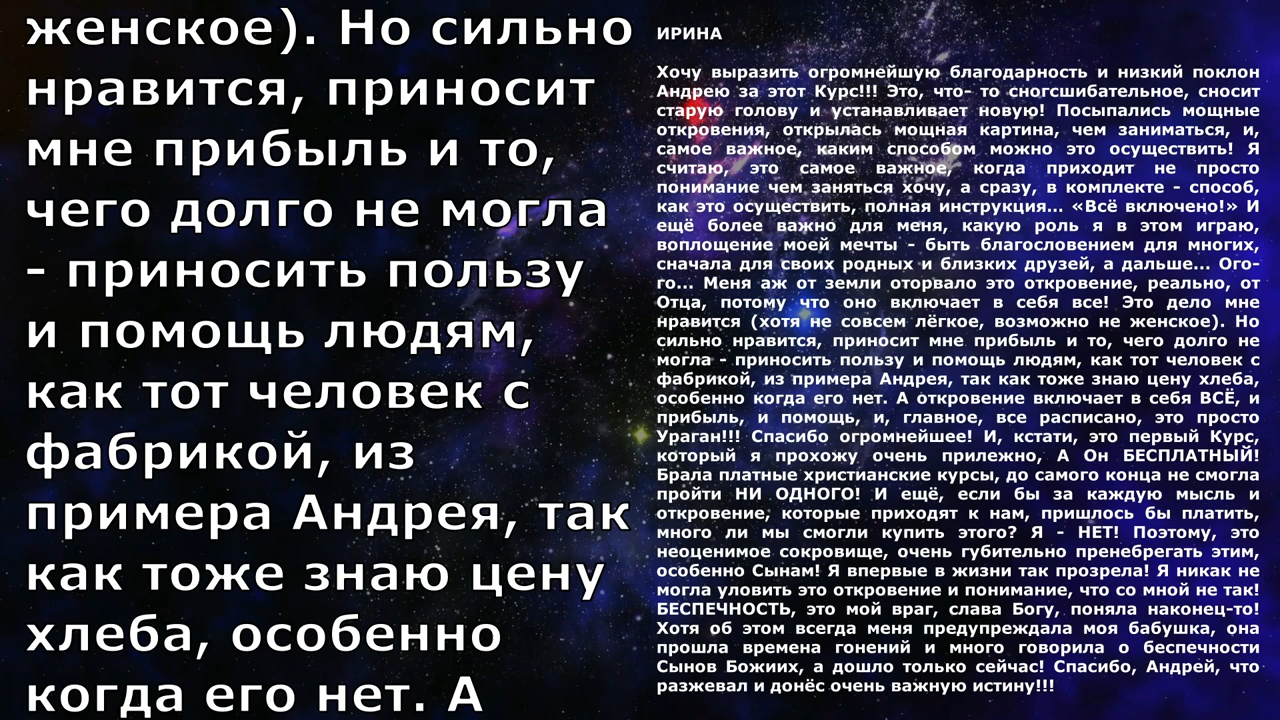 женское). Но сильно
нравится, приносит
мне прибыль и то,
чего долго не могла
- приносить пользу
и помощь людям,
как тот человек с
фабрикой, из
примера Андрея, так
как тоже знаю цену
хлеба, особенно
когда его нет. А
ИРИНА
Хочу выразить огромнейшую благодарность и низкий поклон
Андрею за этот Курс!!! Это, что- то сногсшибательное, сносит
старую голову и устанавливает новую! Посыпались мощные
откровения, открылась мощная картина, чем заниматься, и,
самое важное, каким способом можно это осуществить! Я
считаю, это самое важное, когда приходит не просто
понимание чем заняться хочу, а сразу, в комплекте - способ,
как это осуществить, полная инструкция... «Всё включено!» И
ещё более важно для меня, какую роль я в этом играю,
воплощение моей мечты - быть благословением для многих,
сначала для своих родных и близких друзей, а дальше... Ого-
го... Меня аж от земли оторвало это откровение, реально, от
Отца, потому что оно включает в себя все! Это дело мне
нравится (хотя не совсем лёгкое, возможно не женское). Но
сильно нравится, приносит мне прибыль и то, чего долго не
могла - приносить пользу и помощь людям, как тот человек с
фабрикой, из примера Андрея, так как тоже знаю цену хлеба,
особенно когда его нет. А откровение включает в себя ВСЁ, и
прибыль, и помощь, и, главное, все расписано, это просто
Ураган!!! Спасибо огромнейшее! И, кстати, это первый Курс,
который я прохожу очень прилежно, А Он БЕСПЛАТНЫЙ!
Брала платные христианские курсы, до самого конца не смогла
пройти НИ ОДНОГО! И ещё, если бы за каждую мысль и
откровение, которые приходят к нам, пришлось бы платить,
много ли мы смогли купить этого? Я - НЕТ! Поэтому, это
неоценимое сокровище, очень губительно пренебрегать этим,
особенно Сынам! Я впервые в жизни так прозрела! Я никак не
могла уловить это откровение и понимание, что со мной не так!
БЕСПЕЧНОСТЬ, это мой враг, слава Богу, поняла наконец-то!
Хотя об этом всегда меня предупреждала моя бабушка, она
прошла времена гонений и много говорила о беспечности
Сынов Божиих, а дошло только сейчас! Спасибо, Андрей, что
разжевал и донёс очень важную истину!!!